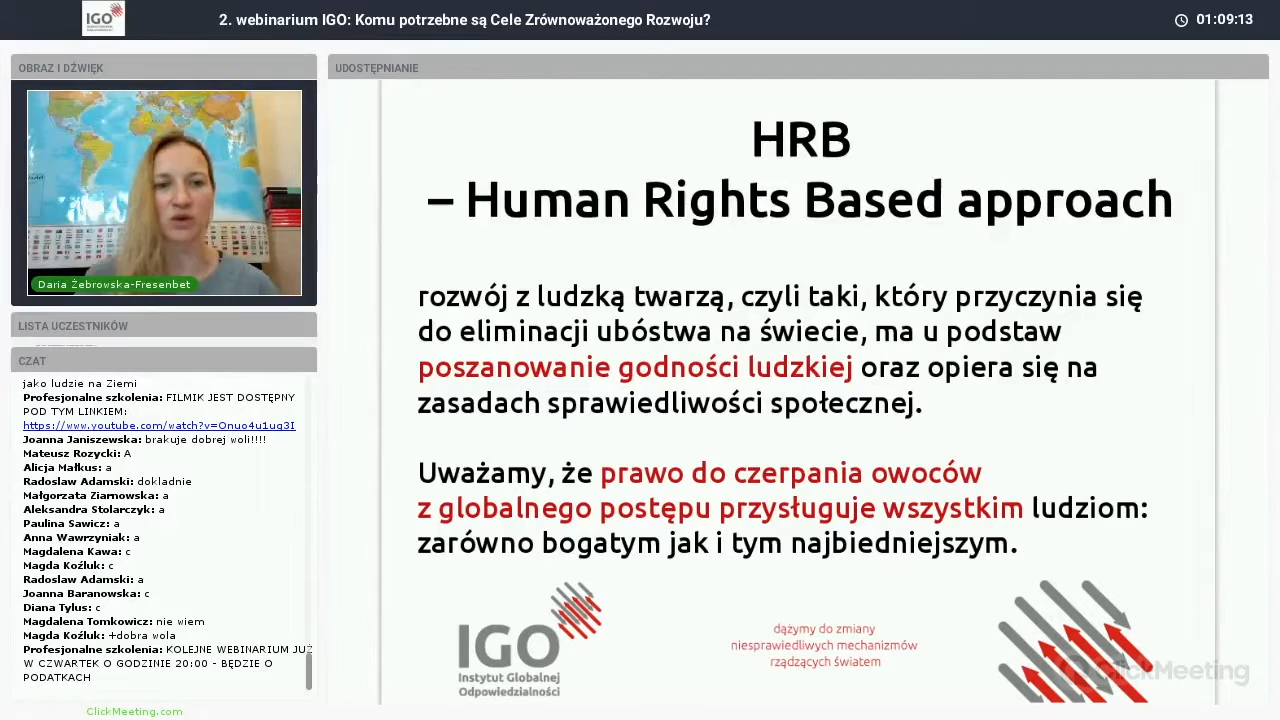 IGO
2. webinarium IGO: Komu potrzebne są Cele Zrównoważonego Rozwoju?
01:09:13
OBRAZ I DŹWIĘK
Daria Żebrowska-Fresenbet
LISTA UCZESTNIKÓW
CZAT
jako ludzie na Ziemi
Profesjonalne szkolenia: FILMIK JEST DOSTĘPNY
POD TYM LINKIEM:
https://www.youtube.com/watch?v=Onuo4u1ug3I
Joanna Janiszewska: brakuje dobrej woli!!!!
Mateusz Rozycki: A
Alicja Małkus: a
Radoslaw Adamski: dokladnie
Małgorzata Ziarnowska: a
Aleksandra Stolarczyk: a
Paulina Sawicz: a
Anna Wawrzyniak: a
Magdalena Kawa: c
Magda Koźluk: c
Radoslaw Adamski: a
Joanna Baranowska: c
Diana Tylus: c
Magdalena Tomkowicz: nie wiem
Magda Koźluk: +dobra wola
Profesjonalne szkolenia: KOLEJNE WEBINARIUM JUŻ
W CZWARTEK O GODZINIE 20:00 - BĘDZIE O
PODATKACH
ClickMeeting.com
UDOSTĘPNIANIE
HRB
– Human Rights Based approach
rozwój z ludzką twarzą, czyli taki, który przyczynia się
do eliminacji ubóstwa na świecie, ma u podstaw
poszanowanie godności ludzkiej oraz opiera się na
zasadach sprawiedliwości społecznej.
Uważamy, że prawo do czerpania owoców
z globalnego postępu przysługuje wszystkim ludziom:
zarówno bogatym jak i tym najbiedniejszym.
IGO
Instytut Globalnej
Odpowiedzialności
dążymy do zmiany
niesprawiedliwych mechanizmów
rządzących światem
ClickMeeting